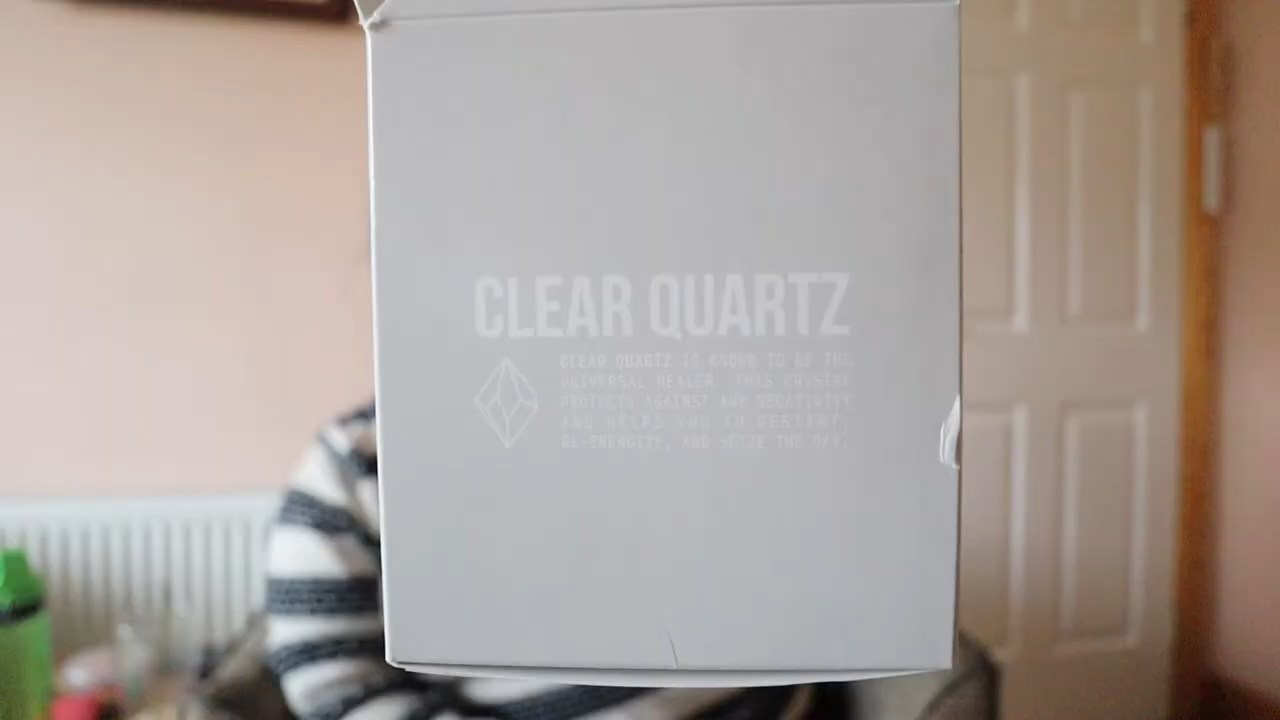 CLEAR QUARTZ
CLEAR QUARTZ IS KNOWN TO BE THE
UNIVERSAL HEALER. THIS CRYSTAL
PROTECTS AGAINST ANY NEGATIVITY
AND HELPS YOU TO RESTART,
RE-ENERGIZE, AND SEIZE THE DAY.